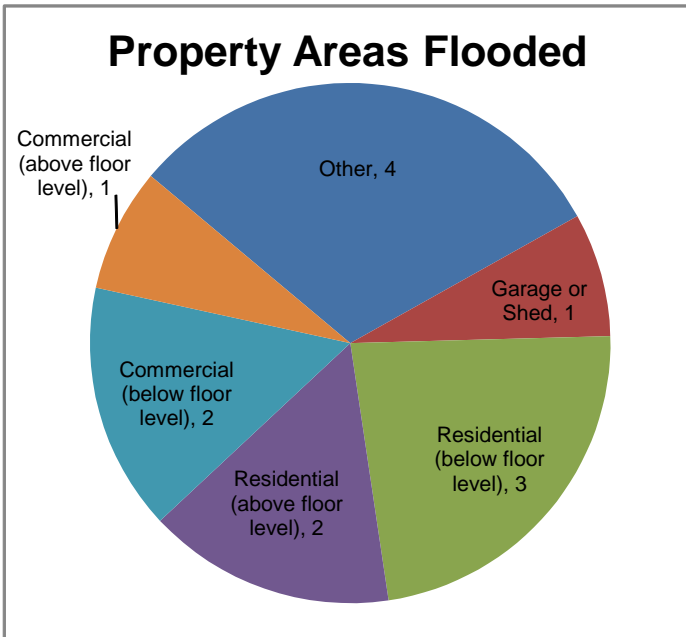 Property Areas Flooded
Commercial
(above floor
level), 1
Other, 4
Garage or
Shed, 1
Commercial
(below floor
level), 2
Residential
(below floor
level), 3
Residential
(above floor
level), 2